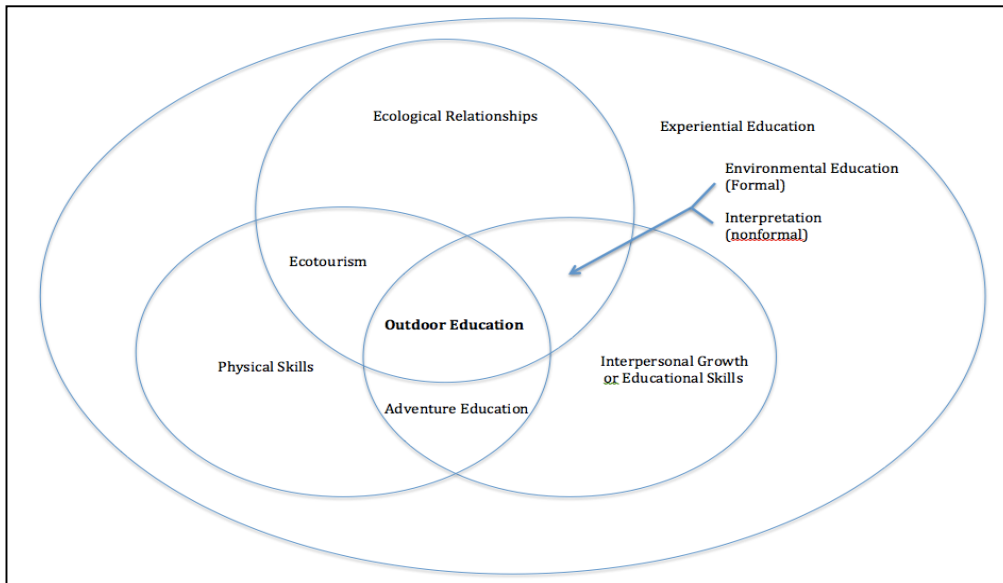 Ecological Relationships
Experiential Education
Environmental Education
(Formal)
Interpretation
(nonformal)
Ecotourism
Outdoor Education
Physical Skills
Interpersonal Growth
or Educational Skills
Adventure Education